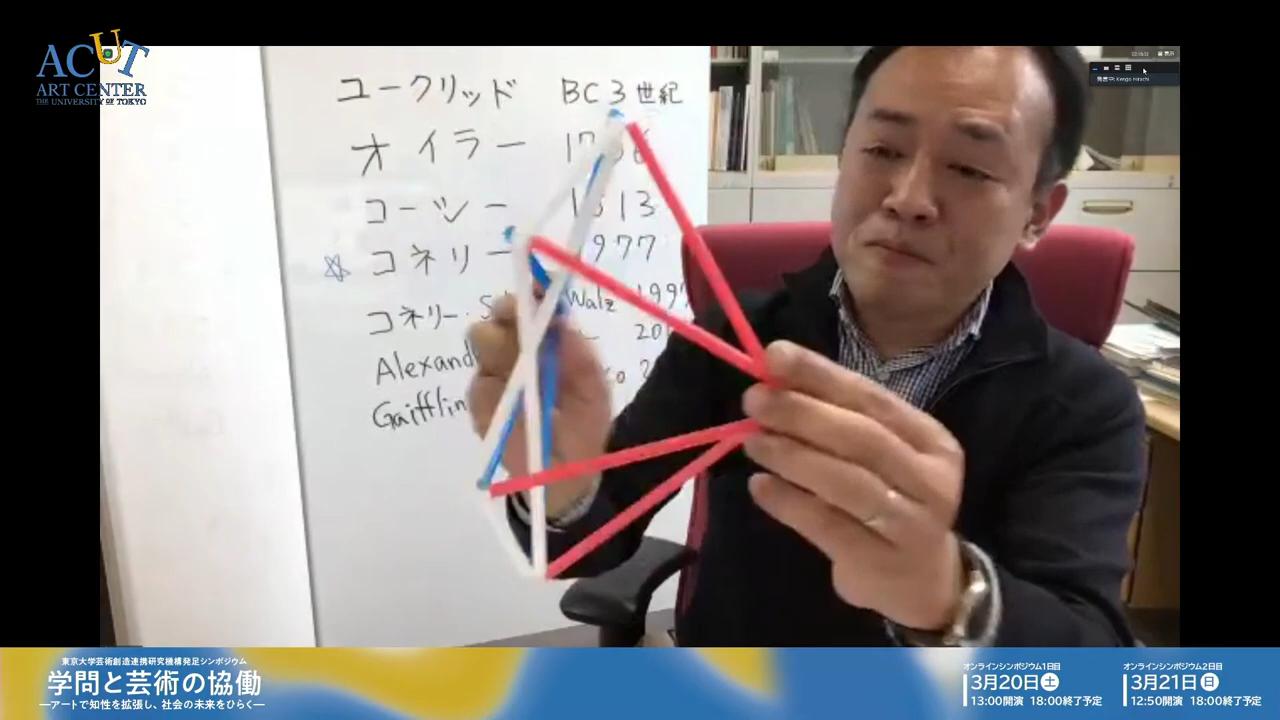 ACUT
ART CENTER
THE UNIVERSITY OF TOKYO
ユークリッド BC3世紀
オイラー
コーシー 1813
☆ コネリー 1977
コネリー. Walz
Alexand
Gaifflin
発言中: Kengo Hirachi
東京大学芸術創造連携研究機構発足シンポジウム
学問と芸術の協働
―アートで知性を拡張し、社会の未来をひらく―
オンラインシンポジウム1日目
3月20日 土
13:00開演 18:00終了予定
オンラインシンポジウム2日目
3月21日 日
12:50開演 18:00終了予定